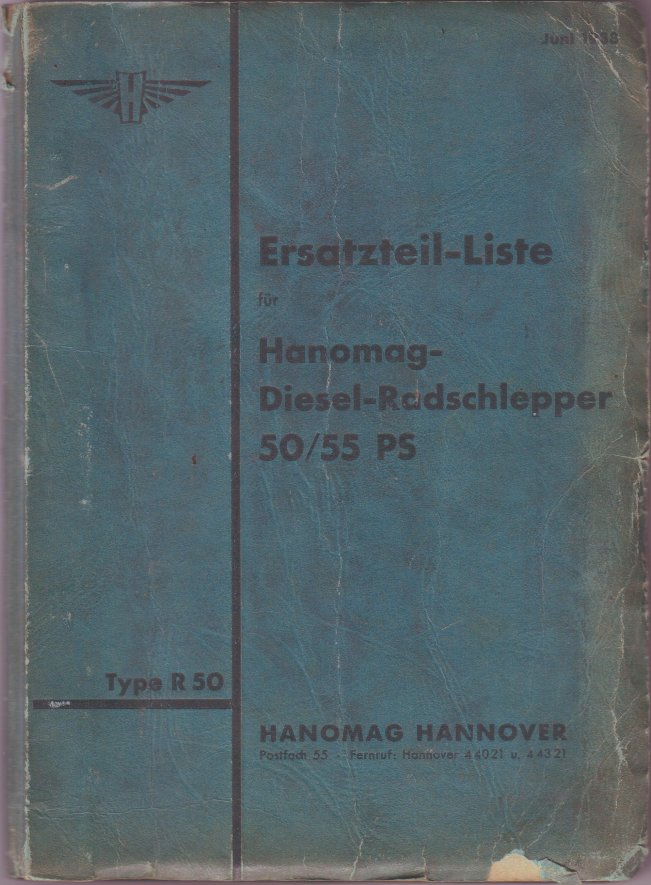 Juni 1938
H
Ersatzteil-Liste
für
Hanomag-
Diesel-Radschlepper
50/55 PS
Type R 50
HANOMAG HANNOVER
Postfach 55 - Fernruf: Hannover 44021 u. 44321